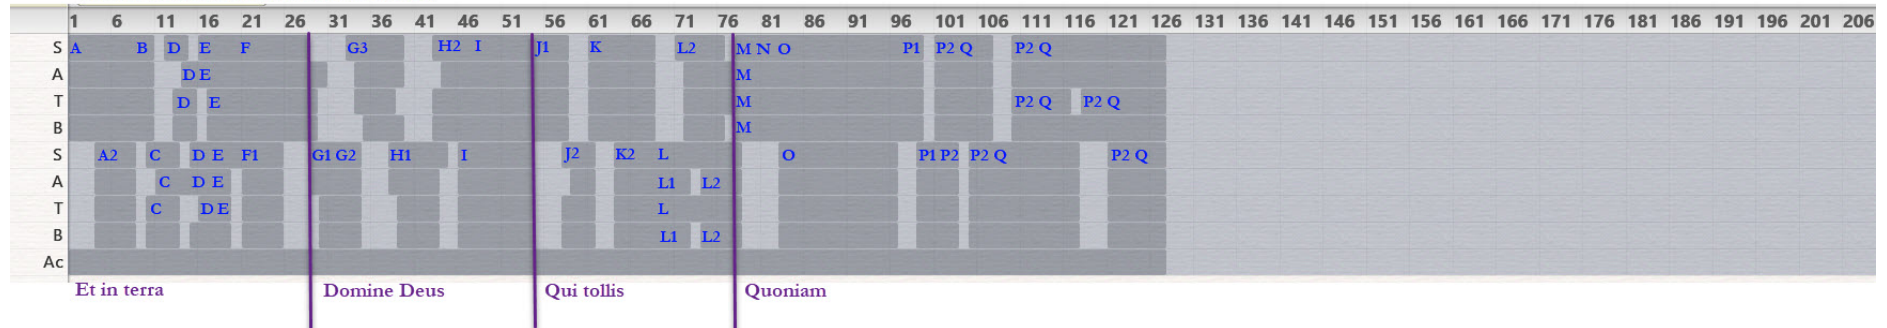 1 6 11 16 21 26 31 36 41 46 51 56 61 66 71 76 81 86 91 96 101 106 111 116 121 126 131 136 141 146 151 156 161 166 171 176 181 186 191 196 201 206
S A B D E F G3 H2 I J1 K L2 M N O P1 P2 Q P2 Q
A D E M
T D E M P2 Q P2 Q
B M
S A2 C D E F1 G1 G2 H1 I J2 K2 L O P1 P2 P2 Q P2 Q
A C D E L1 L2
T C D E L
B L1 L2
Ac
Et in terra Domine Deus Qui tollis Quoniam